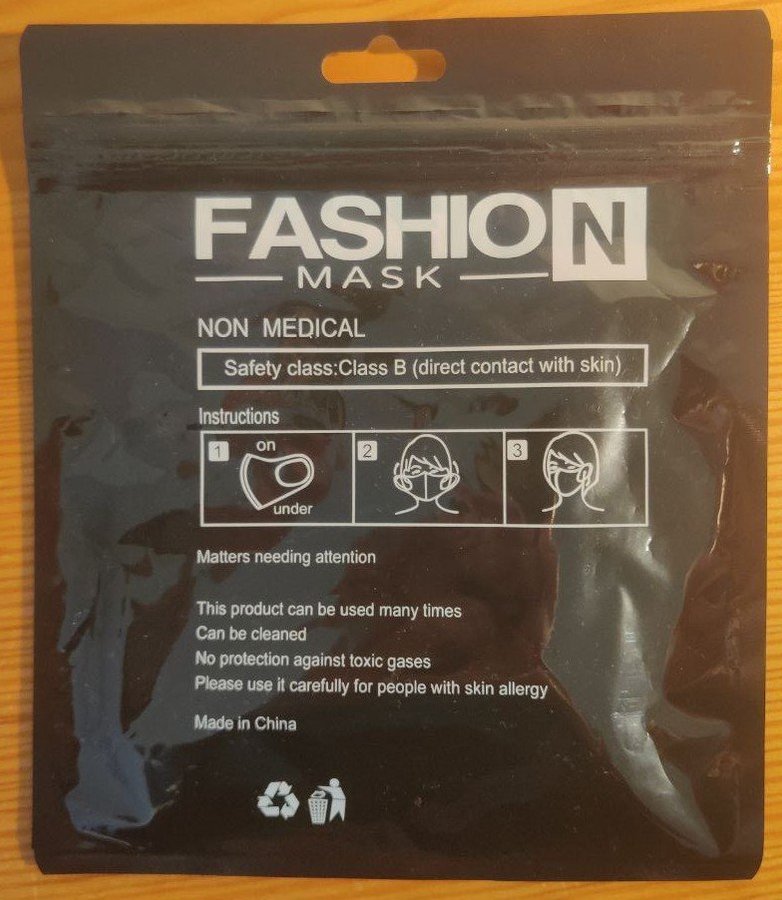 FASHION
MASK
NON MEDICAL
Safety class:Class B (direct contact with skin)
Instructions
1 on
under
2
3
Matters needing attention
This product can be used many times
Can be cleaned
No protection against toxic gases
Please use it carefully for people with skin allergy
Made in China